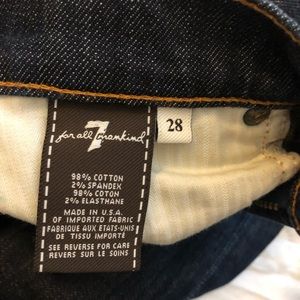 7
for all mankind
28
98% COTTON
2% SPANDEX
98% COTON
2% ELASTHANE
MADE IN U.S.A.
OF IMPORTED FABRIC
FABRIQUE AUX ETATS-UNIS
DE TISSU IMPORTÉ
SEE REVERSE FOR CARE
REVERS SUR LE SOINS